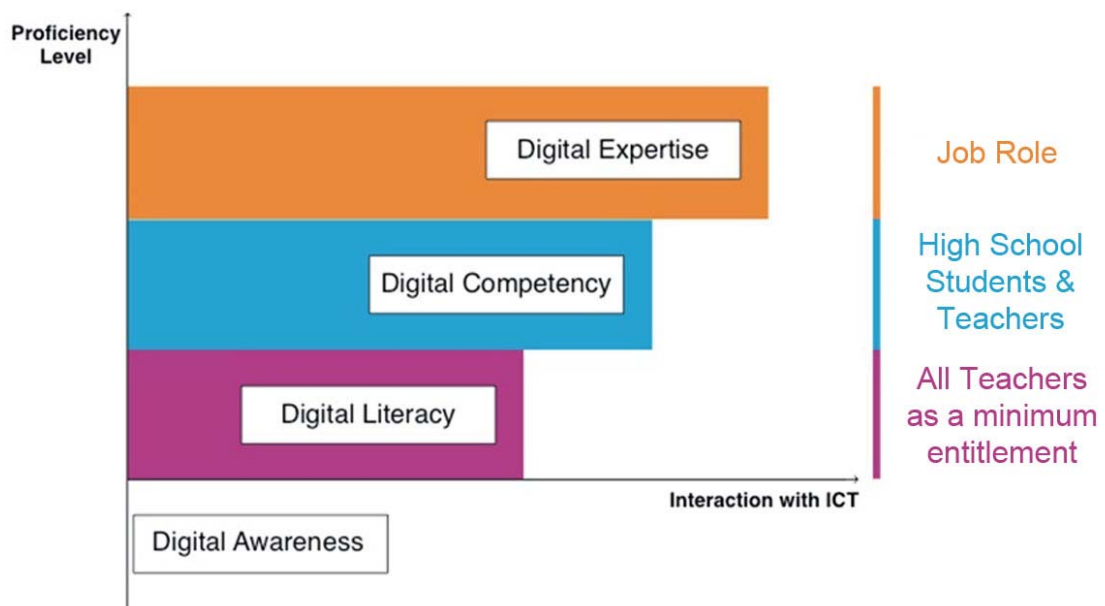 Proficiency
Level
Digital Expertise
Job Role
Digital Competency
High School
Students &
Teachers
Digital Literacy
All Teachers
as a minimum
entitlement
Interaction with ICT
Digital Awareness